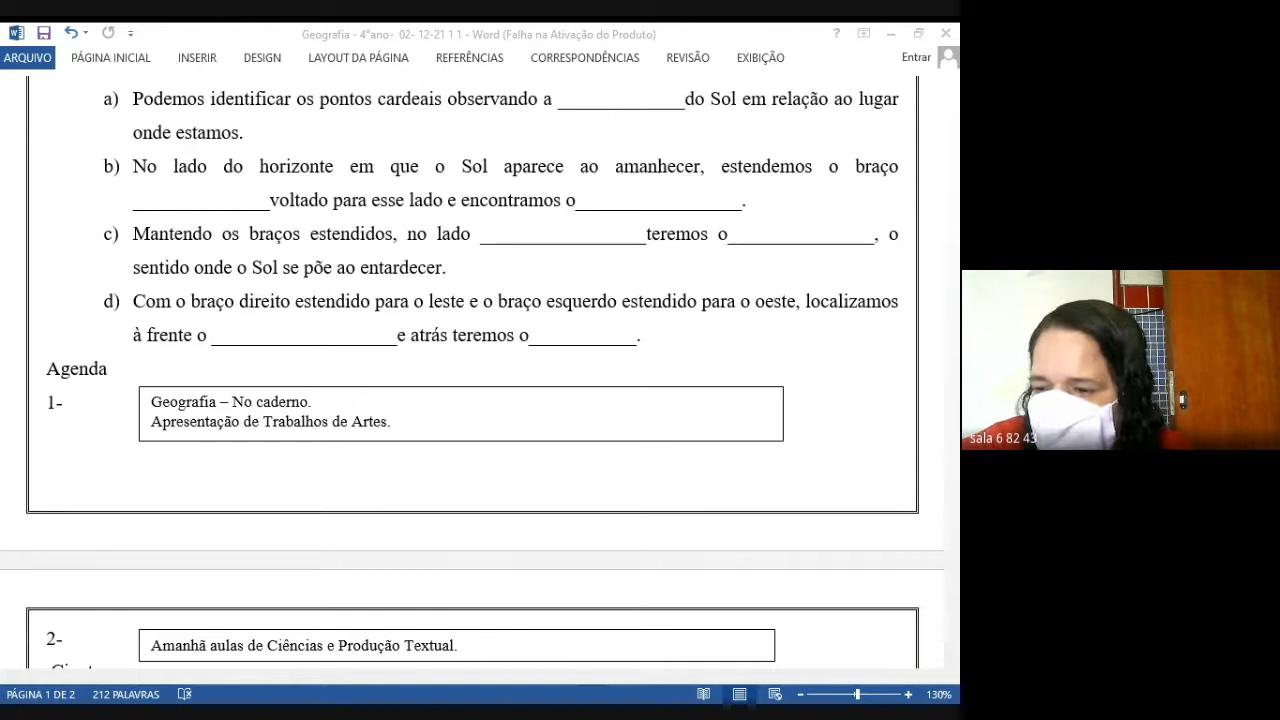 Geografia - 4°ano- 02- 12-21 1 1 - Word (Falha na Ativação do Produto)
ARQUIVO PÁGINA INICIAL INSERIR DESIGN LAYOUT DA PÁGINA REFERÊNCIAS CORRESPONDÊNCIAS REVISÃO EXIBIÇÃO Entrar
a) Podemos identificar os pontos cardeais observando a _____________do Sol em relação ao lugar
onde estamos.
b) No lado do horizonte em que o Sol aparece ao amanhecer, estendemos o braço
______________voltado para esse lado e encontramos o_________________.
c) Mantendo os braços estendidos, no lado _________________teremos o_______________, o
sentido onde o Sol se põe ao entardecer.
d) Com o braço direito estendido para o leste e o braço esquerdo estendido para o oeste, localizamos
à frente o ___________________e atrás teremos o___________.
Agenda
1-
Geografia – No caderno.
Apresentação de Trabalhos de Artes.
sala 6 82 43
2-
Amanhã aulas de Ciências e Produção Textual.
PÁGINA 1 DE 2 212 PALAVRAS 130%